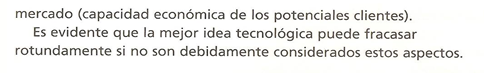 mercado (capacidad económica de los potenciales clientes).
Es evidente que la mejor idea tecnológica puede fracasar
rotundamente si no son debidamente considerados estos aspectos.